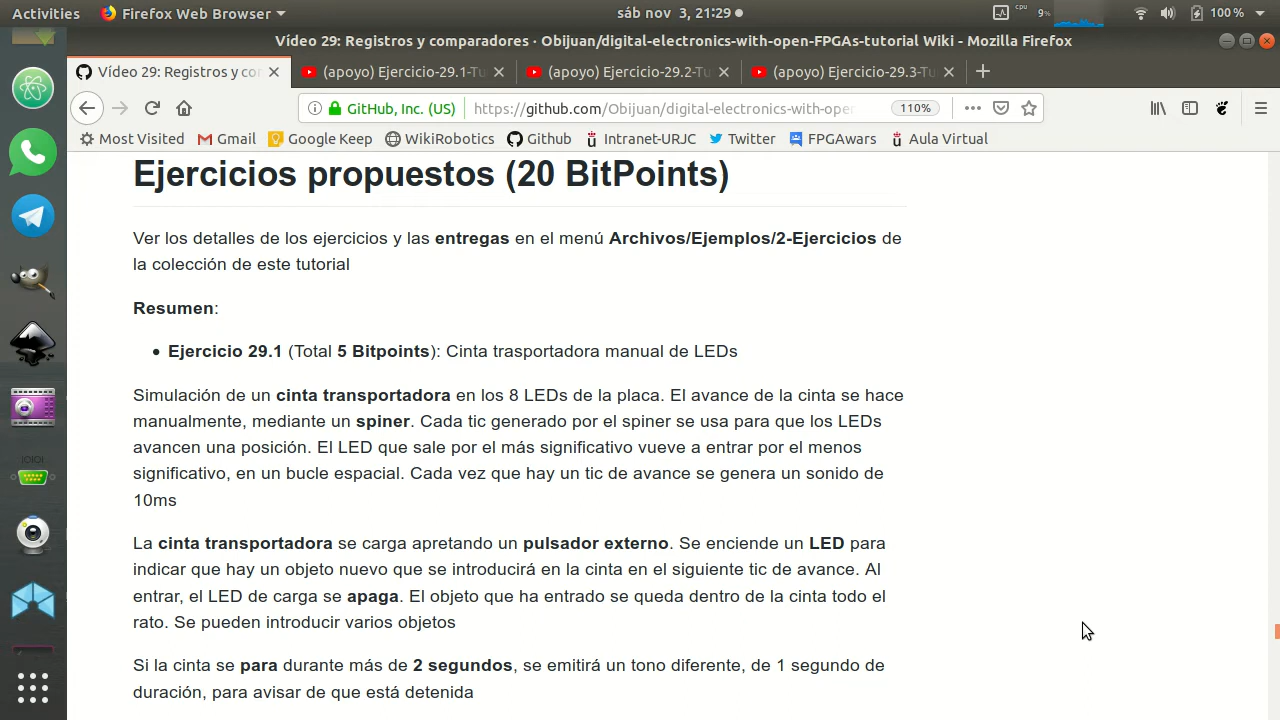 Activities Firefox Web Browser sáb nov 3, 21:29 cpu 9% 100 %
Vídeo 29: Registros y comparadores · Obijuan/digital-electronics-with-open-FPGAs-tutorial Wiki - Mozilla Firefox
Vídeo 29: Registros y co (apoyo) Ejercicio-29.1-Tu (apoyo) Ejercicio-29.2-Tu (apoyo) Ejercicio-29.3-Tu
GitHub, Inc. (US) https://github.com/Obijuan/digital-electronics-with-ope 110%
Most Visited Gmail Google Keep WikiRobotics Github Intranet-URJC Twitter FPGAwars Aula Virtual
Ejercicios propuestos (20 BitPoints)
Ver los detalles de los ejercicios y las entregas en el menú Archivos/Ejemplos/2-Ejercicios de
la colección de este tutorial
Resumen:
• Ejercicio 29.1 (Total 5 Bitpoints): Cinta trasportadora manual de LEDs
Simulación de un cinta transportadora en los 8 LEDs de la placa. El avance de la cinta se hace
manualmente, mediante un spiner. Cada tic generado por el spiner se usa para que los LEDs
avancen una posición. El LED que sale por el más significativo vueve a entrar por el menos
significativo, en un bucle espacial. Cada vez que hay un tic de avance se genera un sonido de
10ms
La cinta transportadora se carga apretando un pulsador externo. Se enciende un LED para
indicar que hay un objeto nuevo que se introducirá en la cinta en el siguiente tic de avance. Al
entrar, el LED de carga se apaga. El objeto que ha entrado se queda dentro de la cinta todo el
rato. Se pueden introducir varios objetos
Si la cinta se para durante más de 2 segundos, se emitirá un tono diferente, de 1 segundo de
duración, para avisar de que está detenida